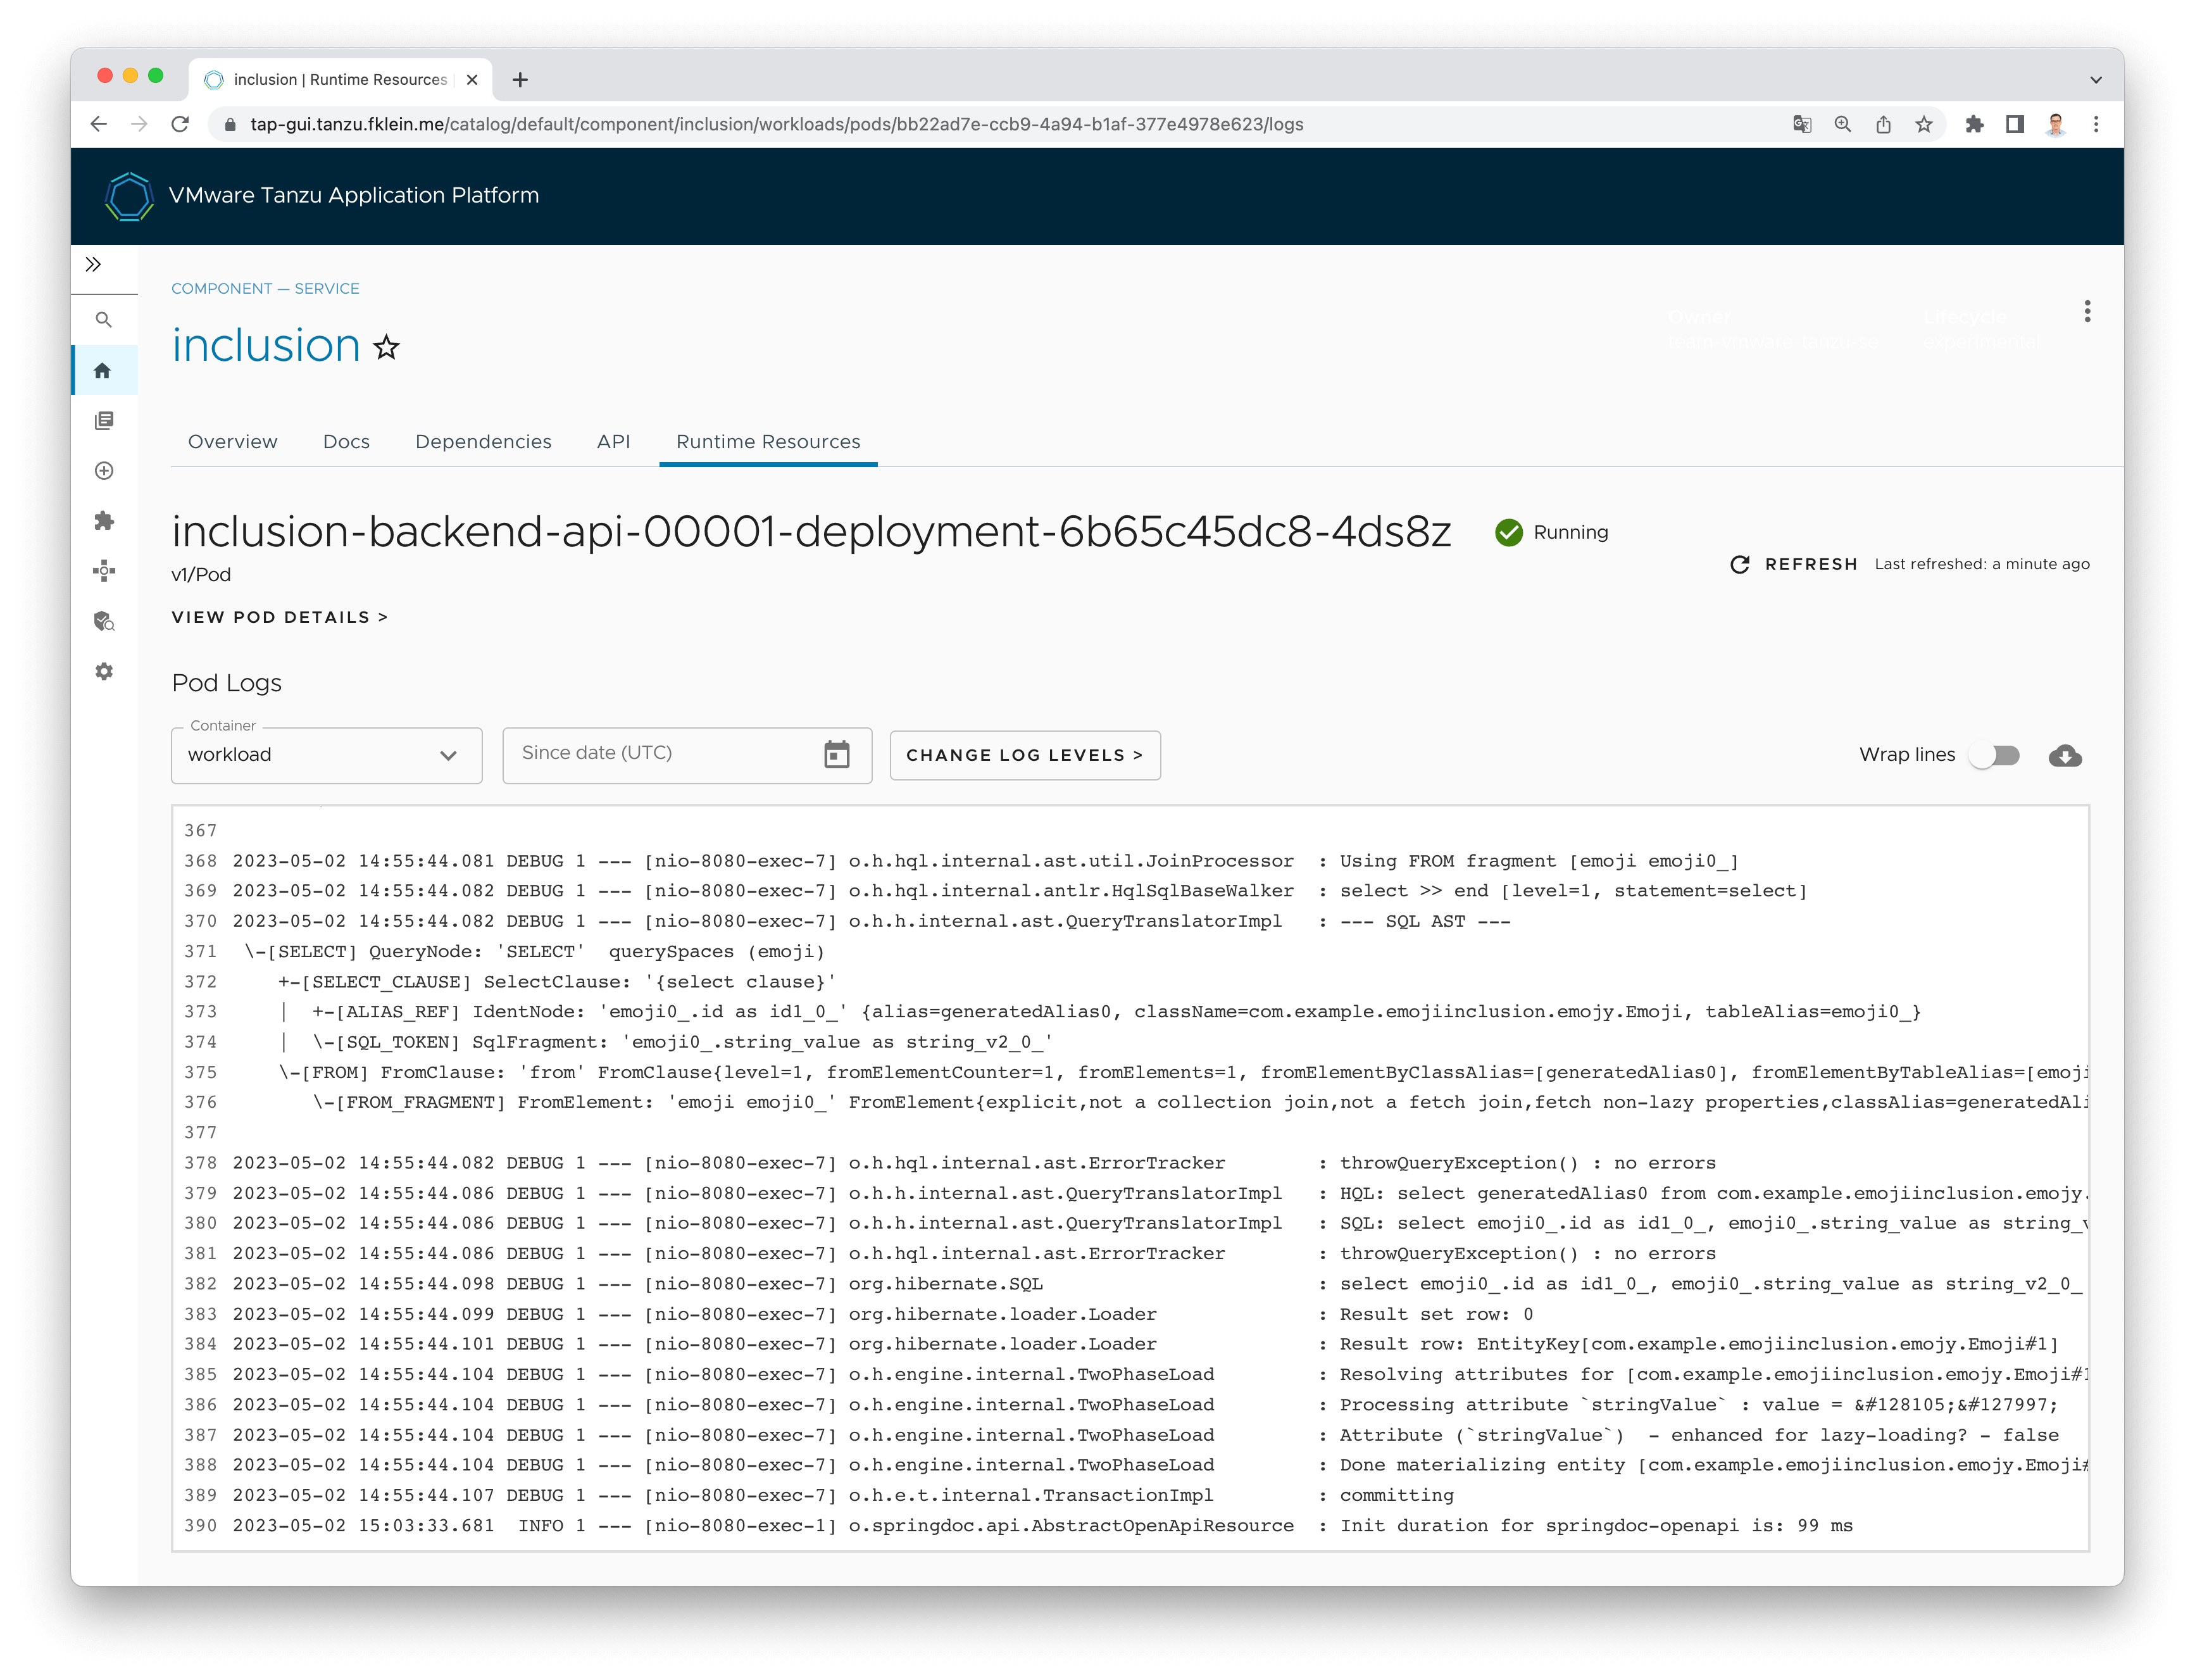 inclusion | Runtime Resources
tap-gui.tanzu.fklein.me/catalog/default/component/inclusion/workloads/pods/bb22ad7e-ccb9-4a94-b1af-377e4978e623/logs
VMware Tanzu Application Platform
COMPONENT — SERVICE
inclusion
Owner
Lifecycle
team-vmware-tanzu-se
experimental
Overview Docs Dependencies API Runtime Resources
inclusion-backend-api-00001-deployment-6b65c45dc8-4ds8z Running
v1/Pod
REFRESH Last refreshed: a minute ago
VIEW POD DETAILS >
Pod Logs
Container
workload
Since date (UTC)
CHANGE LOG LEVELS >
Wrap lines
367
368 2023-05-02 14:55:44.081 DEBUG 1 --- [nio-8080-exec-7] o.h.hql.internal.ast.util.JoinProcessor : Using FROM fragment [emoji emoji0_]
369 2023-05-02 14:55:44.082 DEBUG 1 --- [nio-8080-exec-7] o.h.hql.internal.antlr.HqlSqlBaseWalker : select >> end [level=1, statement=select]
370 2023-05-02 14:55:44.082 DEBUG 1 --- [nio-8080-exec-7] o.h.h.internal.ast.QueryTranslatorImpl : --- SQL AST ---
371 \-[SELECT] QueryNode: 'SELECT' querySpaces (emoji)
372 +-[SELECT_CLAUSE] SelectClause: '{select clause}'
373 | +-[ALIAS_REF] IdentNode: 'emoji0_.id as id1_0_' {alias=generatedAlias0, className=com.example.emojiinclusion.emojy.Emoji, tableAlias=emoji0_}
374 | \-[SQL_TOKEN] SqlFragment: 'emoji0_.string_value as string_v2_0_'
375 \-[FROM] FromClause: 'from' FromClause{level=1, fromElementCounter=1, fromElements=1, fromElementByClassAlias=[generatedAlias0], fromElementByTableAlias=[emoji
376 \-[FROM_FRAGMENT] FromElement: 'emoji emoji0_' FromElement{explicit,not a collection join,not a fetch join,fetch non-lazy properties,classAlias=generatedAli
377
378 2023-05-02 14:55:44.082 DEBUG 1 --- [nio-8080-exec-7] o.h.hql.internal.ast.ErrorTracker : throwQueryException() : no errors
379 2023-05-02 14:55:44.086 DEBUG 1 --- [nio-8080-exec-7] o.h.h.internal.ast.QueryTranslatorImpl : HQL: select generatedAlias0 from com.example.emojiinclusion.emojy.
380 2023-05-02 14:55:44.086 DEBUG 1 --- [nio-8080-exec-7] o.h.h.internal.ast.QueryTranslatorImpl : SQL: select emoji0_.id as id1_0_, emoji0_.string_value as string_v
381 2023-05-02 14:55:44.086 DEBUG 1 --- [nio-8080-exec-7] o.h.hql.internal.ast.ErrorTracker : throwQueryException() : no errors
382 2023-05-02 14:55:44.098 DEBUG 1 --- [nio-8080-exec-7] org.hibernate.SQL : select emoji0_.id as id1_0_, emoji0_.string_value as string_v2_0_
383 2023-05-02 14:55:44.099 DEBUG 1 --- [nio-8080-exec-7] org.hibernate.loader.Loader : Result set row: 0
384 2023-05-02 14:55:44.101 DEBUG 1 --- [nio-8080-exec-7] org.hibernate.loader.Loader : Result row: EntityKey[com.example.emojiinclusion.emojy.Emoji#1]
385 2023-05-02 14:55:44.104 DEBUG 1 --- [nio-8080-exec-7] o.h.engine.internal.TwoPhaseLoad : Resolving attributes for [com.example.emojiinclusion.emojy.Emoji#1
386 2023-05-02 14:55:44.104 DEBUG 1 --- [nio-8080-exec-7] o.h.engine.internal.TwoPhaseLoad : Processing attribute `stringValue` : value = &#128105;&#127997;
387 2023-05-02 14:55:44.104 DEBUG 1 --- [nio-8080-exec-7] o.h.engine.internal.TwoPhaseLoad : Attribute (`stringValue`) - enhanced for lazy-loading? - false
388 2023-05-02 14:55:44.104 DEBUG 1 --- [nio-8080-exec-7] o.h.engine.internal.TwoPhaseLoad : Done materializing entity [com.example.emojiinclusion.emojy.Emoji#
389 2023-05-02 14:55:44.107 DEBUG 1 --- [nio-8080-exec-7] o.h.e.t.internal.TransactionImpl : committing
390 2023-05-02 15:03:33.681 INFO 1 --- [nio-8080-exec-1] o.springdoc.api.AbstractOpenApiResource : Init duration for springdoc-openapi is: 99 ms